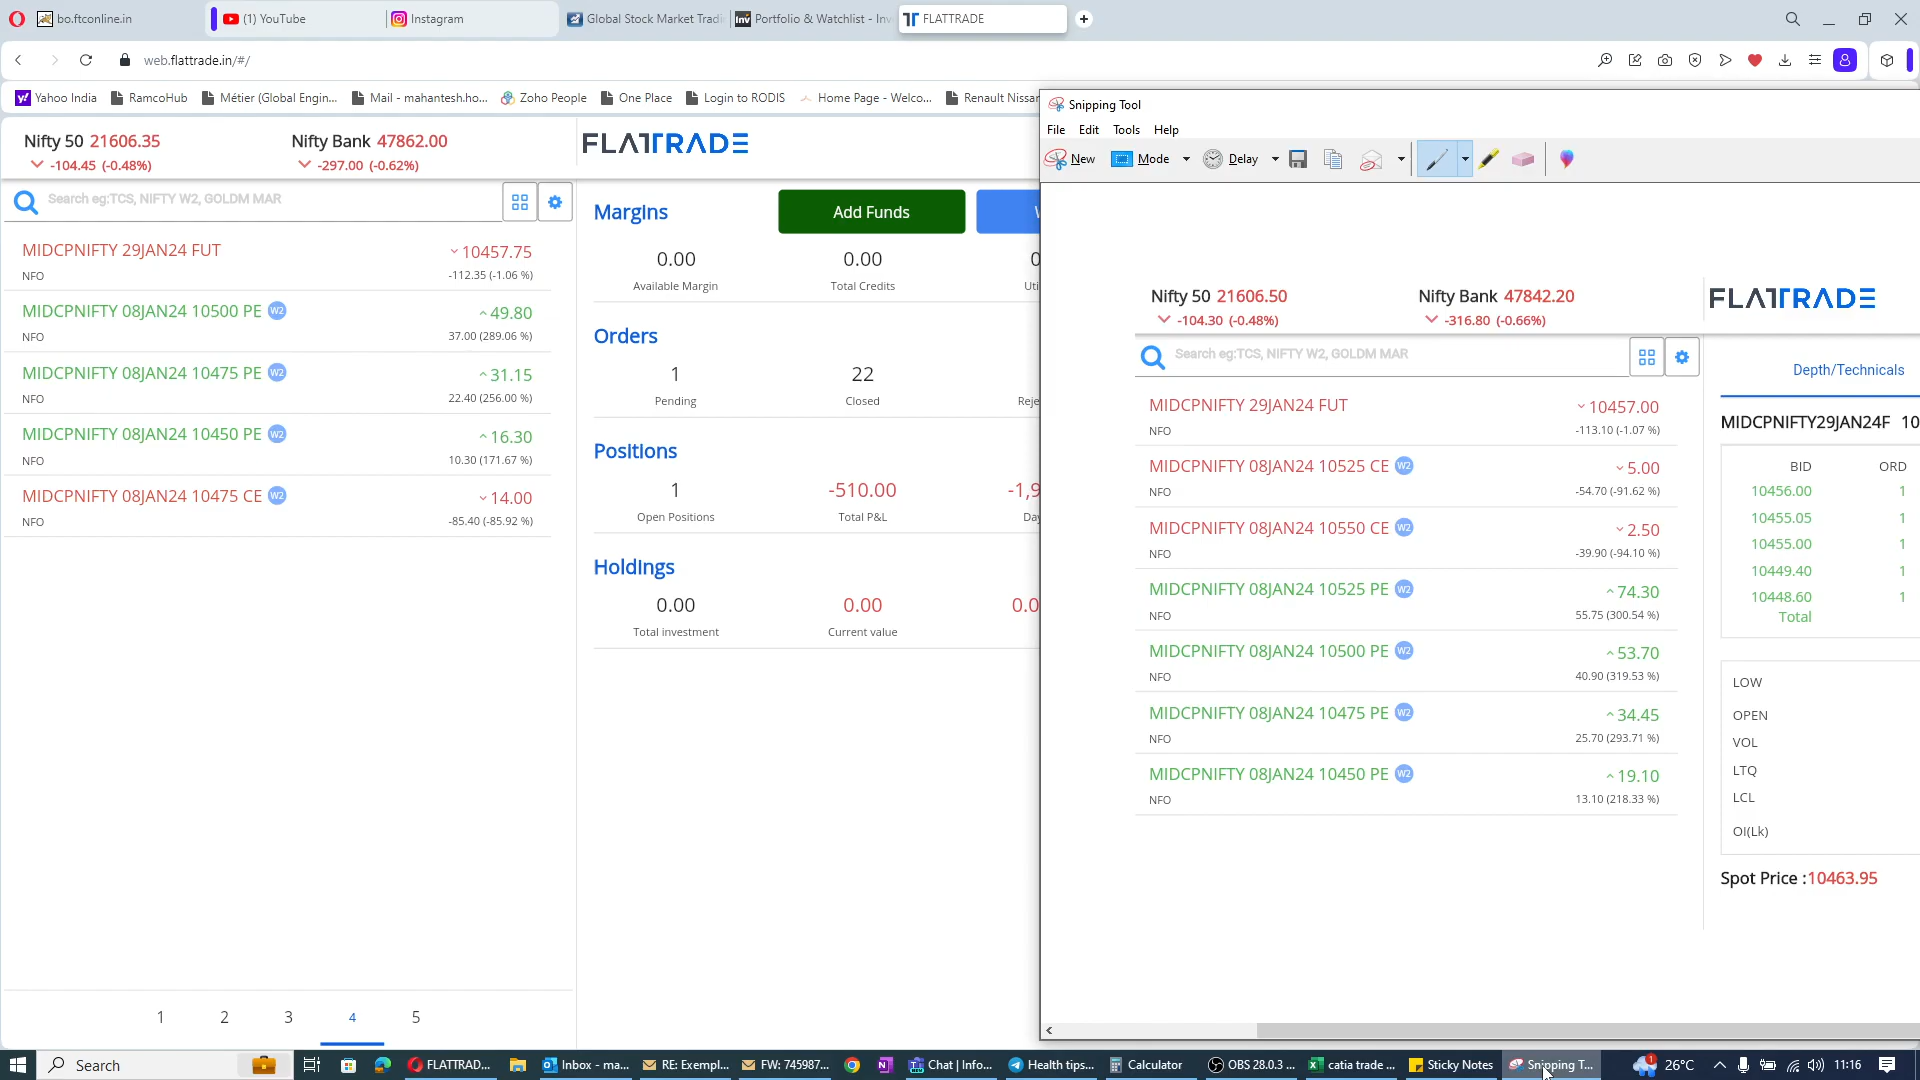 bo.ftconline.in
(1) YouTube
Instagram
Global Stock Market Tradi
Portfolio & Watchlist - Inv
FLATTRADE
web.flattrade.in/#/
Yahoo India
RamcoHub
Métier (Global Engin...
Mail - mahantesh.ho...
Zoho People
One Place
Login to RODIS
Home Page - Welco...
Renault Nissan
Nifty 50 21606.35
-104.45 (-0.48%)
Nifty Bank 47862.00
-297.00 (-0.62%)
FLATTRADE
Search eg:TCS, NIFTY W2, GOLDM MAR
MIDCPNIFTY 29JAN24 FUT
10457.75
NFO
-112.35 (-1.06 %)
MIDCPNIFTY 08JAN24 10500 PE W2
49.80
NFO
37.00 (289.06 %)
MIDCPNIFTY 08JAN24 10475 PE W2
31.15
NFO
22.40 (256.00 %)
MIDCPNIFTY 08JAN24 10450 PE W2
16.30
NFO
10.30 (171.67 %)
MIDCPNIFTY 08JAN24 10475 CE W2
14.00
NFO
-85.40 (-85.92 %)
1 2 3 4 5
Margins
Add Funds
0.00
Available Margin
0.00
Total Credits
0
Uti
Orders
1
Pending
22
Closed
Reje
Positions
1
Open Positions
-510.00
Total P&L
-1,9
Day
Holdings
0.00
Total investment
0.00
Current value
0.0
Snipping Tool
File Edit Tools Help
New Mode Delay
Nifty 50 21606.50
-104.30 (-0.48%)
Nifty Bank 47842.20
-316.80 (-0.66%)
FLATTRADE
Search eg:TCS, NIFTY W2, GOLDM MAR
MIDCPNIFTY 29JAN24 FUT
10457.00
NFO
-113.10 (-1.07 %)
MIDCPNIFTY 08JAN24 10525 CE W2
5.00
NFO
-54.70 (-91.62 %)
MIDCPNIFTY 08JAN24 10550 CE W2
2.50
NFO
-39.90 (-94.10 %)
MIDCPNIFTY 08JAN24 10525 PE W2
74.30
NFO
55.75 (300.54 %)
MIDCPNIFTY 08JAN24 10500 PE W2
53.70
NFO
40.90 (319.53 %)
MIDCPNIFTY 08JAN24 10475 PE W2
34.45
NFO
25.70 (293.71 %)
MIDCPNIFTY 08JAN24 10450 PE W2
19.10
NFO
13.10 (218.33 %)
Depth/Technicals
MIDCPNIFTY29JAN24F 10
BID ORD
10456.00 1
10455.05 1
10455.00 1
10449.40 1
10448.60 1
Total
LOW
OPEN
VOL
LTQ
LCL
OI(Lk)
Spot Price :10463.95
Search
FLATTRAD...
Inbox - ma...
RE: Exempl...
FW: 745987...
Chat | Info...
Health tips...
Calculator
OBS 28.0.3 ...
catia trade ...
Sticky Notes
Snipping T...
1
26°C
11:16